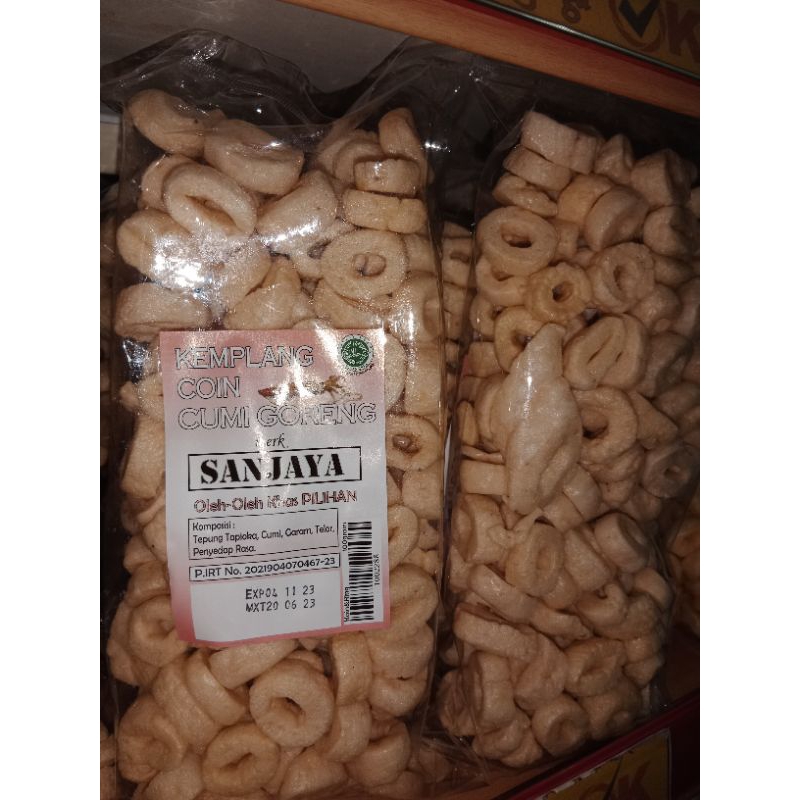 KEMPLANG
COIN
CUMI GORENG
Merk
SANJAYA
Oleh-Oleh Khas PILIHAN
Komposisi :
Tepung Tapioka, Cumi, Garam, Telor,
Penyedap Rasa.
P.IRT No. 2021904070467-23
EXP04 11 23
MXT20 06 23